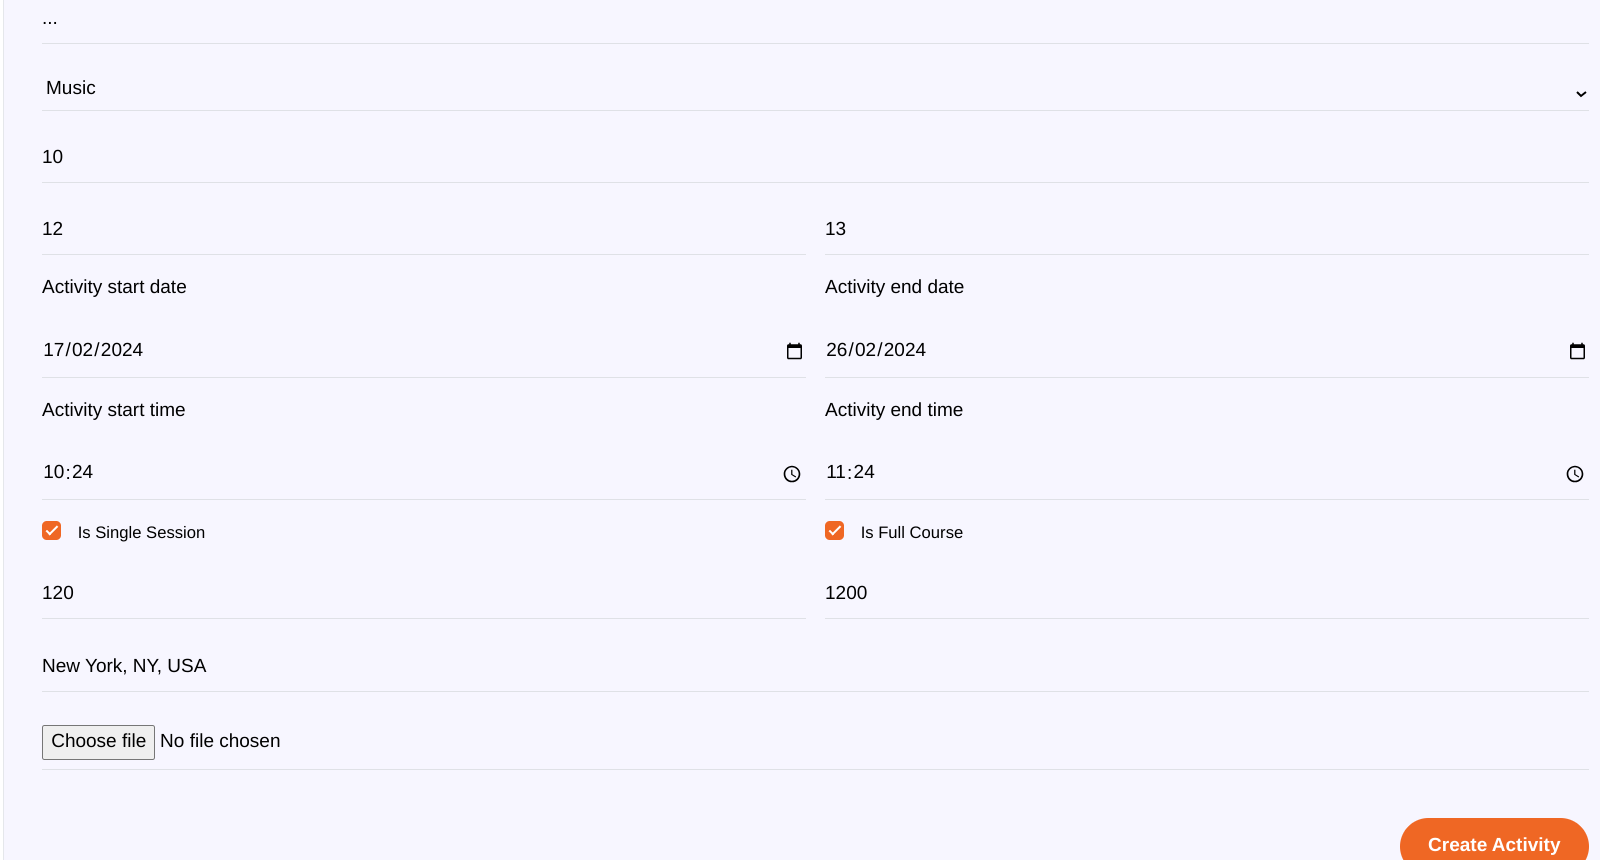 ...
Music
10
12 13
Activity start date Activity end date
17/02/2024 26/02/2024
Activity start time Activity end time
10:24 11:24
Is Single Session Is Full Course
120 1200
New York, NY, USA
Choose file No file chosen
Create Activity